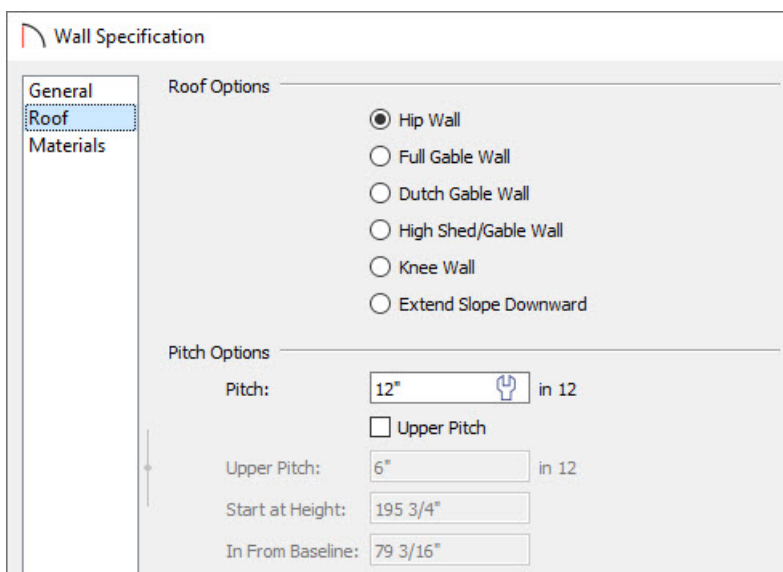 Wall Specification
General
Roof
Materials
Roof Options
Hip Wall
Full Gable Wall
Dutch Gable Wall
High Shed/Gable Wall
Knee Wall
Extend Slope Downward
Pitch Options
Pitch: 12" in 12
Upper Pitch
Upper Pitch: 6" in 12
Start at Height: 195 3/4"
In From Baseline: 79 3/16"